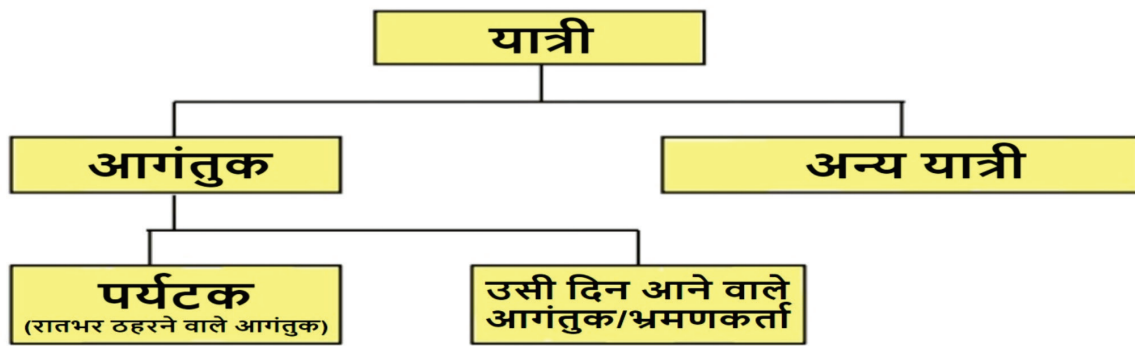 यात्री
आगंतुक
अन्य यात्री
पर्यटक
(रातभर ठहरने वाले आगंतुक)
उसी दिन आने वाले
आगंतुक/भ्रमणकर्ता